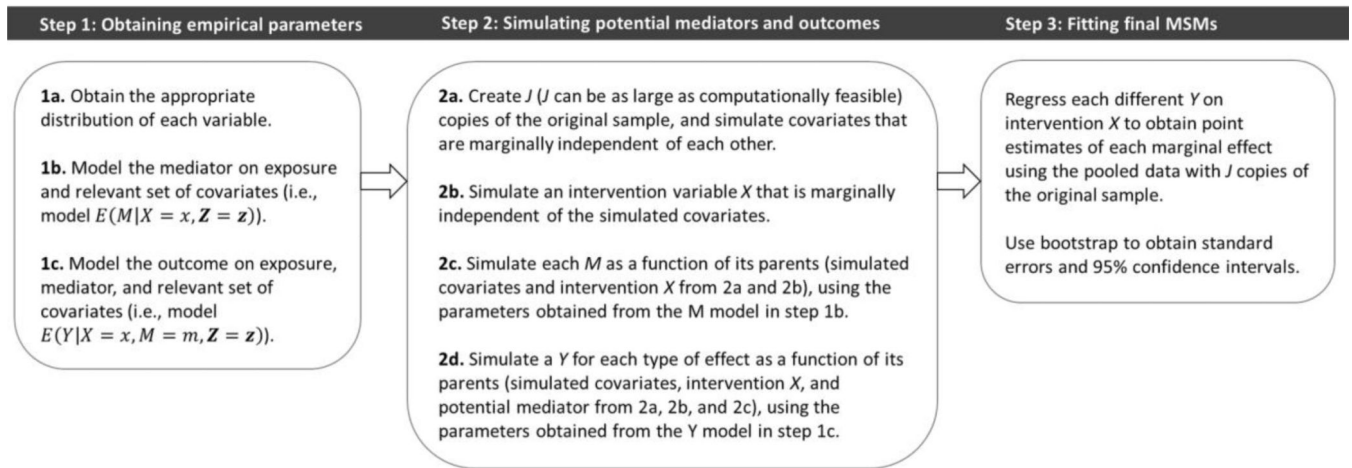 Step 1: Obtaining empirical parameters
Step 2: Simulating potential mediators and outcomes
Step 3: Fitting final MSMs
1a. Obtain the appropriate
distribution of each variable.
1b. Model the mediator on exposure
and relevant set of covariates (i.e.,
model E(M|X = x, Z = z)).
1c. Model the outcome on exposure,
mediator, and relevant set of
covariates (i.e., model
E(Y|X = x, M = m, Z = z)).
2a. Create J (J can be as large as computationally feasible)
copies of the original sample, and simulate covariates that
are marginally independent of each other.
2b. Simulate an intervention variable X that is marginally
independent of the simulated covariates.
2c. Simulate each M as a function of its parents (simulated
covariates and intervention X from 2a and 2b), using the
parameters obtained from the M model in step 1b.
2d. Simulate a Y for each type of effect as a function of its
parents (simulated covariates, intervention X, and
potential mediator from 2a, 2b, and 2c), using the
parameters obtained from the Y model in step 1c.
Regress each different Y on
intervention X to obtain point
estimates of each marginal effect
using the pooled data with J copies of
the original sample.
Use bootstrap to obtain standard
errors and 95% confidence intervals.